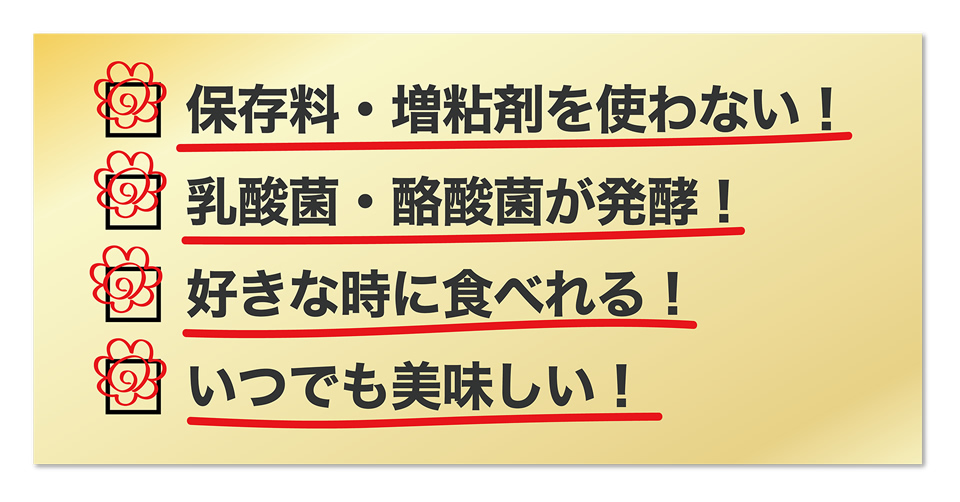 保存料・増粘剤を使わない！
乳酸菌・酪酸菌が発酵！
好きな時に食べれる！
いつでも美味しい！